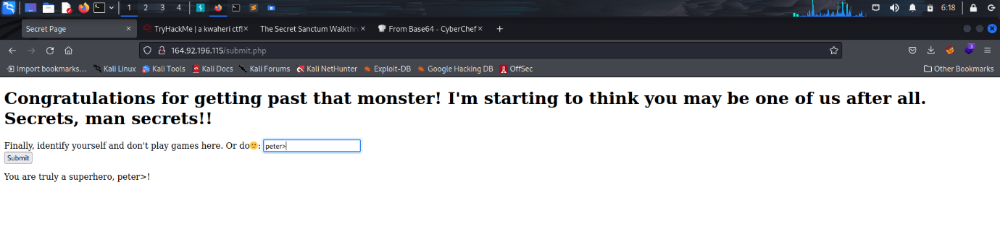 1 2 3 4 6:18
Secret Page TryHackMe | a kwaheri ctf! The Secret Sanctum Walkthr From Base64 - CyberChef
164.92.196.115/submit.php 3
Import bookmarks... Kali Linux Kali Tools Kali Docs Kali Forums Kali NetHunter Exploit-DB Google Hacking DB OffSec Other Bookmarks
Congratulations for getting past that monster! I'm starting to think you may be one of us after all.
Secrets, man secrets!!
Finally, identify yourself and don't play games here. Or do🙂: peter>
Submit
You are truly a superhero, peter>!